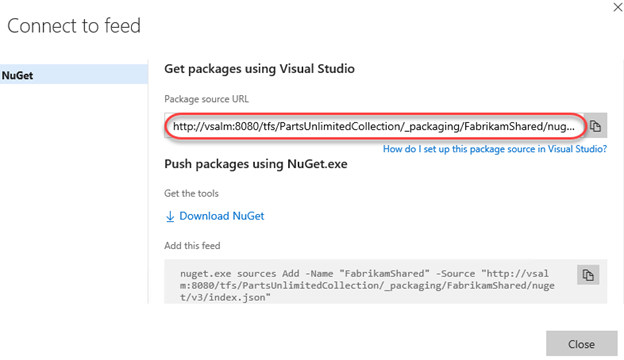 Connect to feed
NuGet
Get packages using Visual Studio
Package source URL
http://vsalm:8080/tfs/PartsUnlimitedCollection/_packaging/FabrikamShared/nug...
How do I set up this package source in Visual Studio?
Push packages using NuGet.exe
Get the tools
Download NuGet
Add this feed
nuget.exe sources Add -Name "FabrikamShared" -Source "http://vsal
m:8080/tfs/PartsUnlimitedCollection/_packaging/FabrikamShared/nuge
t/v3/index.json"
Close